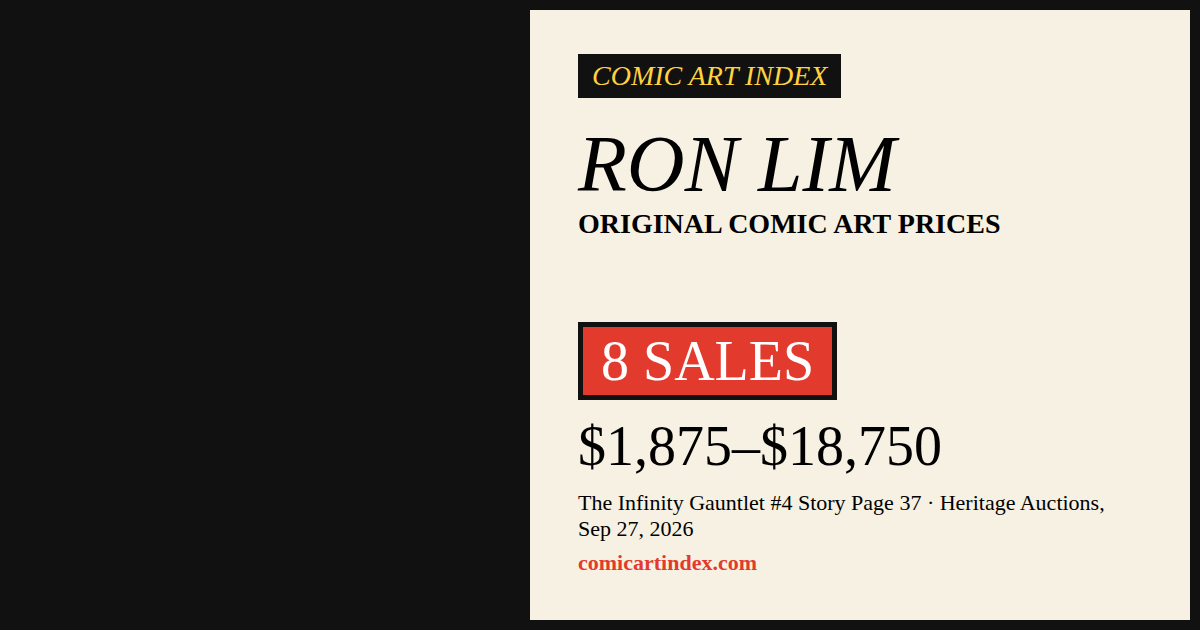 COMIC ART INDEX
RON LIM
ORIGINAL COMIC ART PRICES
8 SALES
$1,875–$18,750
The Infinity Gauntlet #4 Story Page 37 · Heritage Auctions,
Sep 27, 2026
comicartindex.com